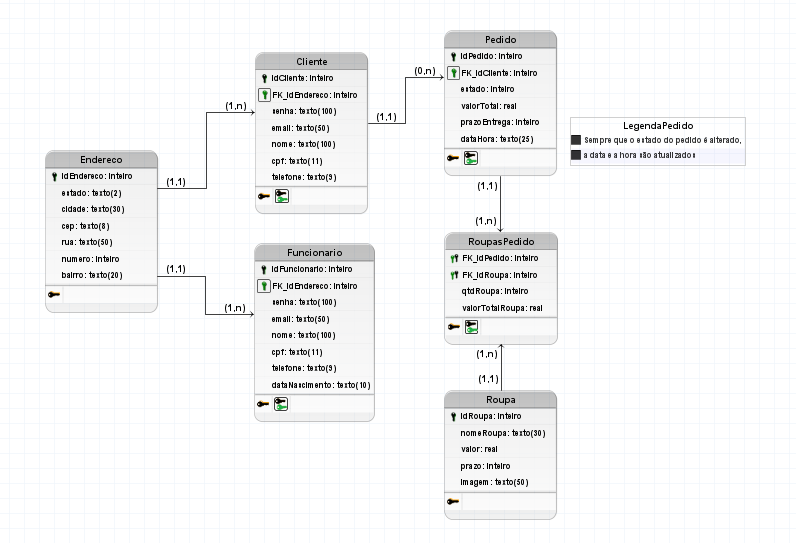 Pedido
idPedido: Inteiro
FK_idCliente: Inteiro
estado: Inteiro
valorTotal: real
prazoEntrega: Inteiro
dataHora: texto(25)
(0,n)
(1,1)
Cliente
idCliente: Inteiro
FK_idEndereco: Inteiro
senha: texto(100)
email: texto(50)
nome: texto(100)
cpf: texto(11)
telefone: texto(9)
(1,n)
(1,1)
LegendaPedido
Sempre que o estado do pedido é alterado,
a data e a hora são atualizados
Endereco
idEndereco: Inteiro
estado: texto(2)
cidade: texto(30)
cep: texto(8)
rua: texto(50)
numero: Inteiro
bairro: texto(20)
(1,1)
(1,1)
(1,n)
Funcionario
idFuncionario: Inteiro
FK_idEndereco: Inteiro
senha: texto(100)
email: texto(50)
nome: texto(100)
cpf: texto(11)
telefone: texto(9)
dataNascimento: texto(10)
(1,n)
RoupasPedido
FK_idPedido: Inteiro
FK_idRoupa: Inteiro
qtdRoupa: Inteiro
valorTotalRoupa: real
(1,n)
(1,1)
Roupa
idRoupa: Inteiro
nomeRoupa: texto(30)
valor: real
prazo: Inteiro
imagem: texto(50)